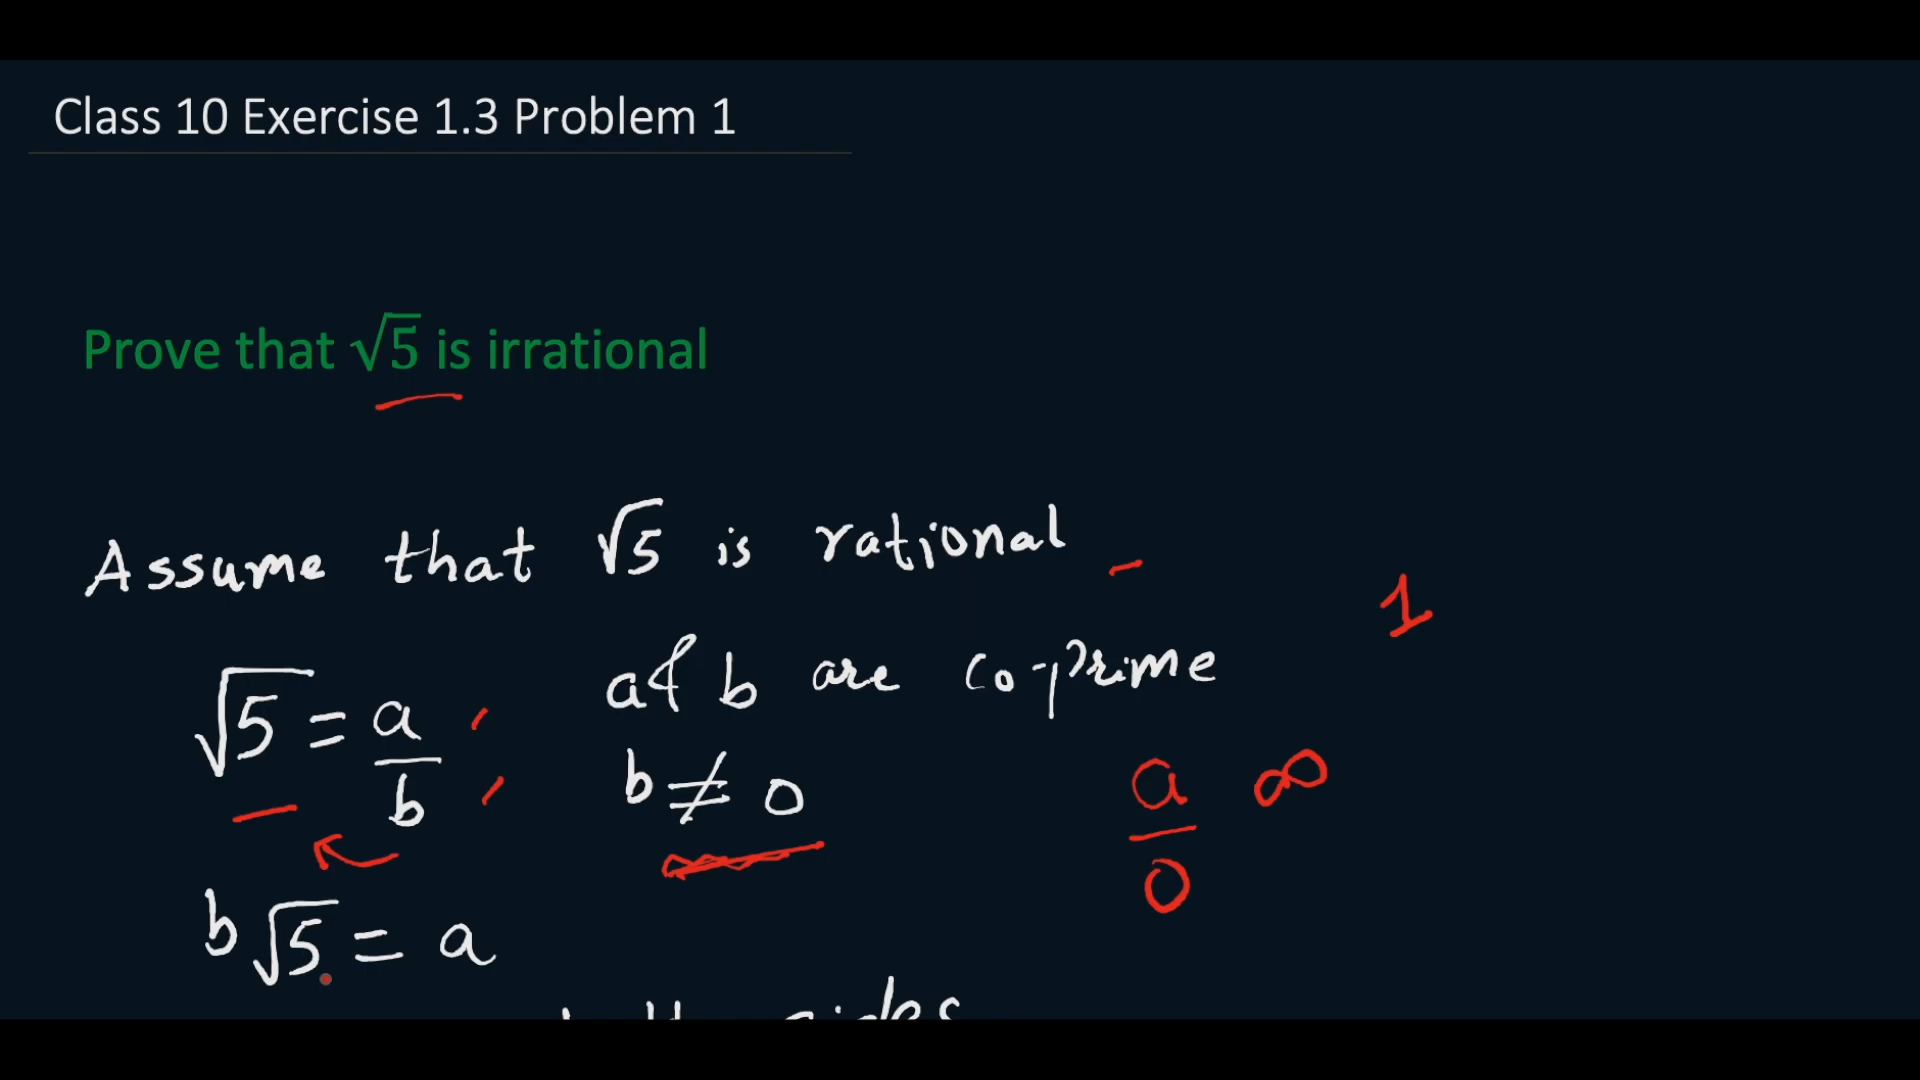 Class 10 Exercise 1.3 Problem 1
Prove that √5 is irrational
Assume that √5 is rational
1
√5 = a/b a & b are co-prime
b ≠ 0 a/0 ∞
b√5 = a
sides